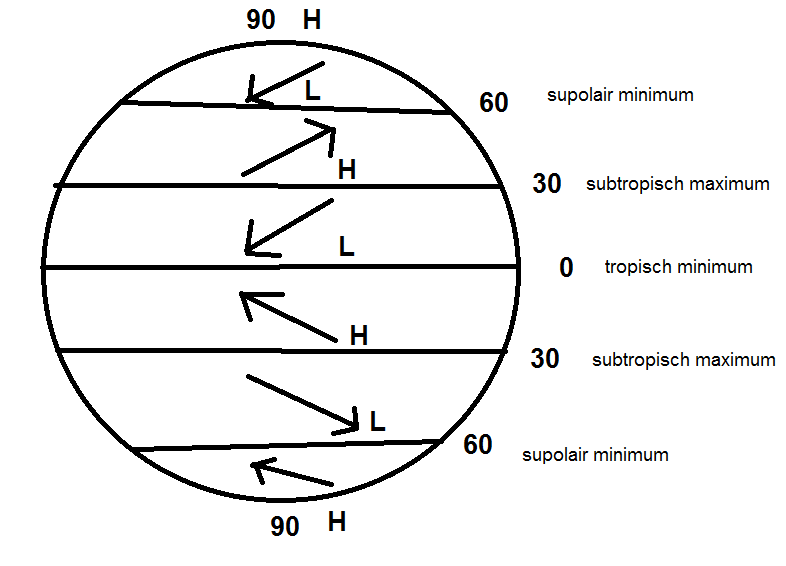 90 H
L 60 supolair minimum
H 30 subtropisch maximum
L 0 tropisch minimum
H 30 subtropisch maximum
L 60 supolair minimum
90 H